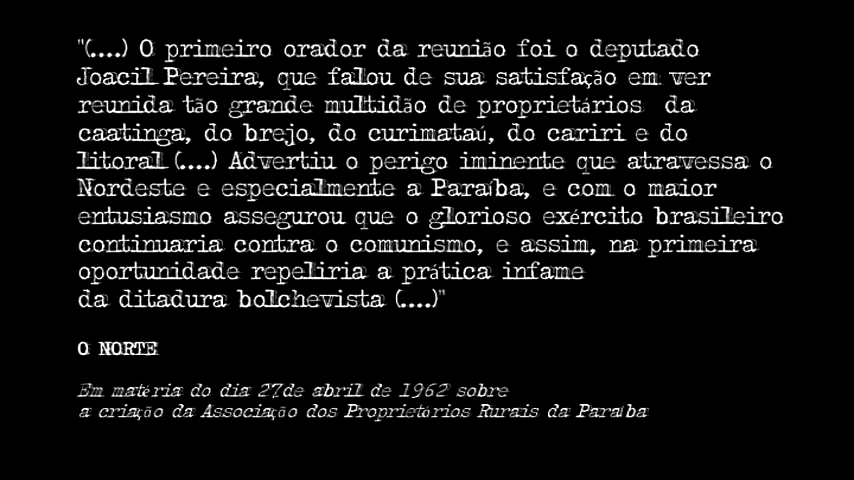 "(....) O primeiro orador da reunião foi o deputado
Joacil Pereira, que falou de sua satisfação em ver
reunida tão grande multidão de proprietários da
caatinga, do brejo, do curimataú, do cariri e do
litoral (....) Advertiu o perigo iminente que atravessa o
Nordeste e especialmente a Paraíba, e com o maior
entusiasmo assegurou que o glorioso exército brasileiro
continuaria contra o comunismo, e assim, na primeira
oportunidade repeliria a prática infame
da ditadura bolchevista (....)"
O NORTE
Em matéria do dia 27de abril de 1962 sobre
a criação da Associação dos Proprietários Rurais da Paraíba